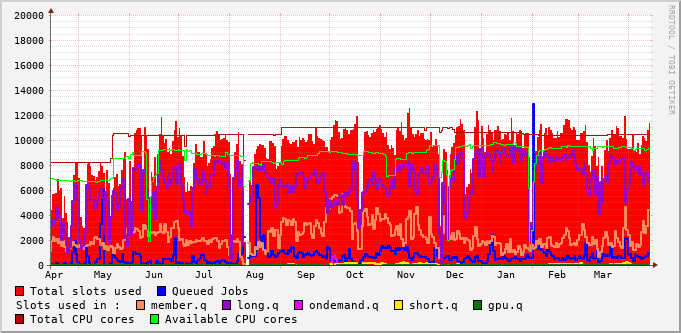 20000
18000
16000
14000
12000
10000
8000
6000
4000
2000
0
Apr May Jun Jul Aug Sep Oct Nov Dec Jan Feb Mar
RRDTOOL / TOBI OETIKER
Total slots used Queued Jobs
Slots used in : member.q long.q ondemand.q short.q gpu.q
Total CPU cores Available CPU cores